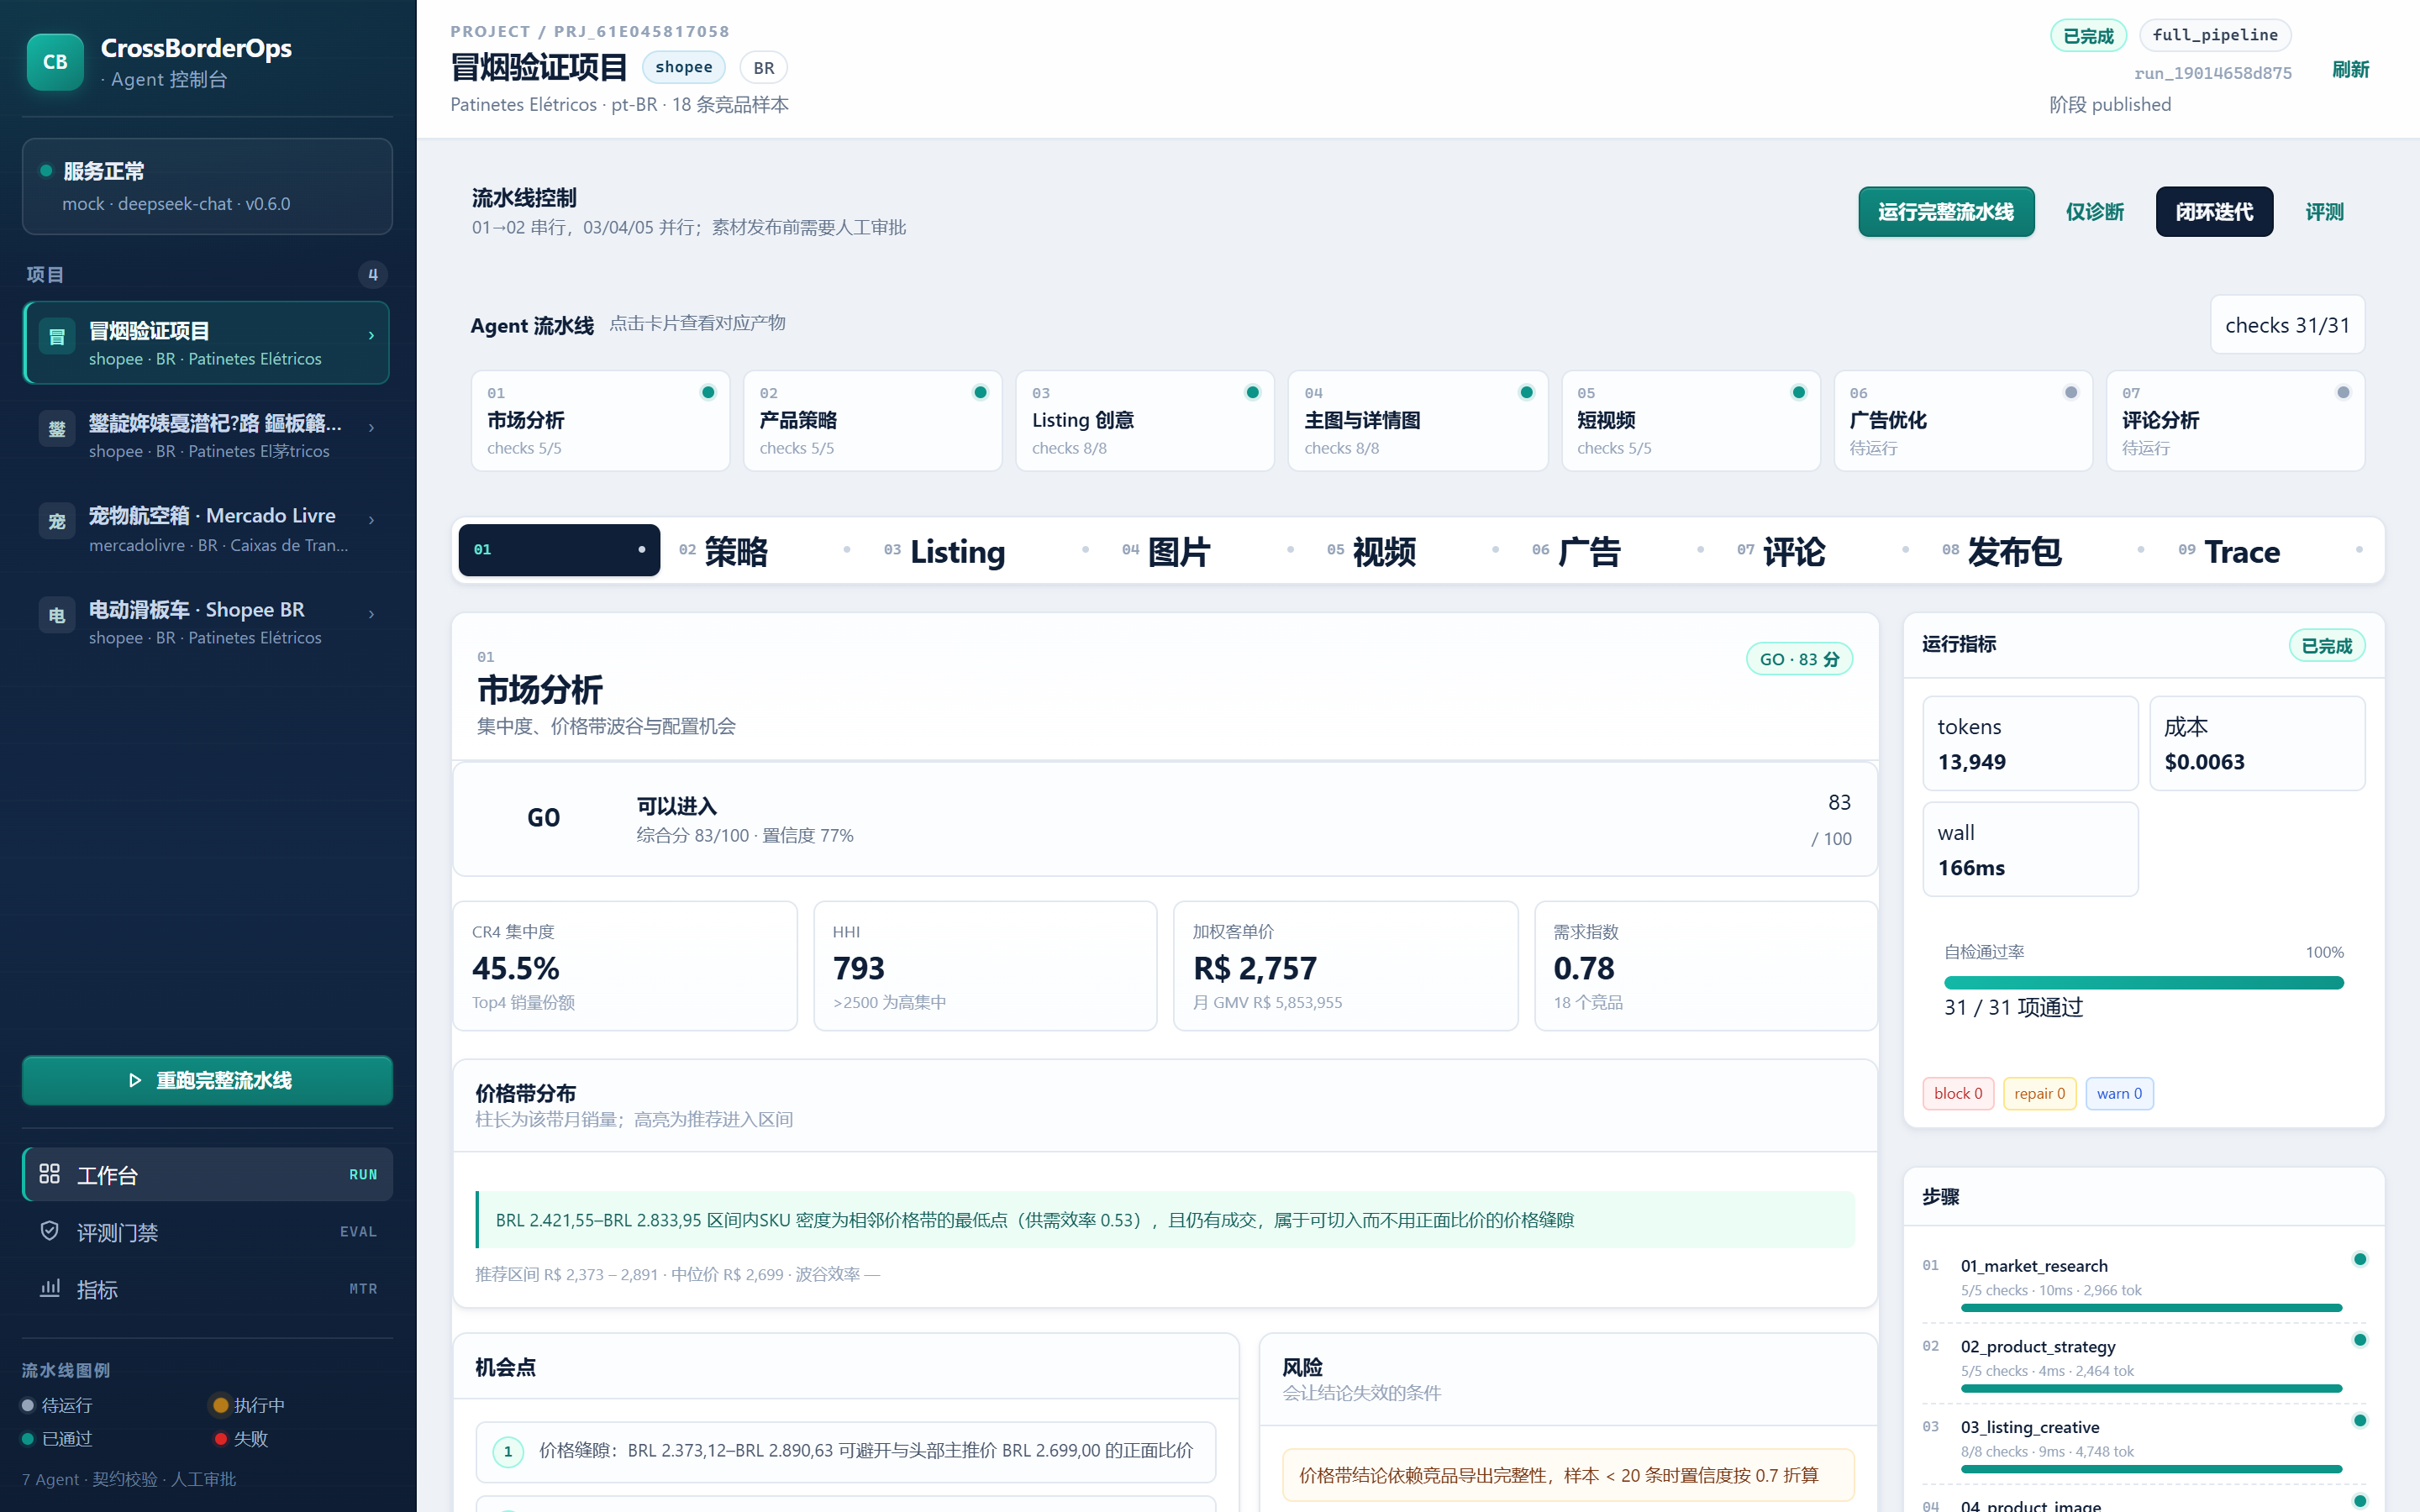 CB
CrossBorderOps
· Agent 控制台
服务正常
mock · deepseek-chat · v0.6.0
项目
4
冒
冒烟验证项目
shopee · BR · Patinetes Elétricos
shopee · BR · Patinetes El茅tricos
宠
宠物航空箱 · Mercado Livre
mercadolivre · BR · Caixas de Tran...
电
电动滑板车 · Shopee BR
shopee · BR · Patinetes Elétricos
重跑完整流水线
工作台
RUN
评测门禁
EVAL
指标
MTR
流水线图例
待运行
执行中
已通过
失败
7 Agent · 契约校验 · 人工审批
PROJECT / PRJ_61E045817058
冒烟验证项目
shopee
BR
Patinetes Elétricos · pt-BR · 18 条竞品样本
已完成
full_pipeline
run_19014658d875
阶段 published
刷新
流水线控制
01→02 串行，03/04/05 并行；素材发布前需要人工审批
运行完整流水线
仅诊断
闭环迭代
评测
Agent 流水线
点击卡片查看对应产物
checks 31/31
01
市场分析
checks 5/5
02
产品策略
checks 5/5
03
Listing 创意
checks 8/8
04
主图与详情图
checks 8/8
05
短视频
checks 5/5
06
广告优化
待运行
07
评论分析
待运行
01
02 策略
03 Listing
04 图片
05 视频
06 广告
07 评论
08 发布包
09 Trace
01
市场分析
集中度、价格带波谷与配置机会
GO · 83 分
GO
可以进入
综合分 83/100 · 置信度 77%
83
/ 100
CR4 集中度
45.5%
Top4 销量份额
HHI
793
>2500 为高集中
加权客单价
R$ 2,757
月 GMV R$ 5,853,955
需求指数
0.78
18 个竞品
价格带分布
柱长为该带月销量；高亮为推荐进入区间
BRL 2.421,55–BRL 2.833,95 区间内SKU 密度为相邻价格带的最低点（供需效率 0.53），且仍有成交，属于可切入而不用正面比价的价格缝隙
推荐区间 R$ 2,373 – 2,891 · 中位价 R$ 2,699 · 波谷效率 —
机会点
1
价格缝隙：BRL 2.373,12–BRL 2.890,63 可避开与头部主推价 BRL 2.699,00 的正面比价
风险
会让结论失效的条件
价格带结论依赖竞品导出完整性，样本 < 20 条时置信度按 0.7 折算
运行指标
已完成
tokens
13,949
成本
$0.0063
wall
166ms
自检通过率
100%
31 / 31 项通过
block 0
repair 0
warn 0
步骤
01
01_market_research
5/5 checks · 10ms · 2,966 tok
02
02_product_strategy
5/5 checks · 4ms · 2,464 tok
03
03_listing_creative
8/8 checks · 9ms · 4,748 tok
04
04_product_image